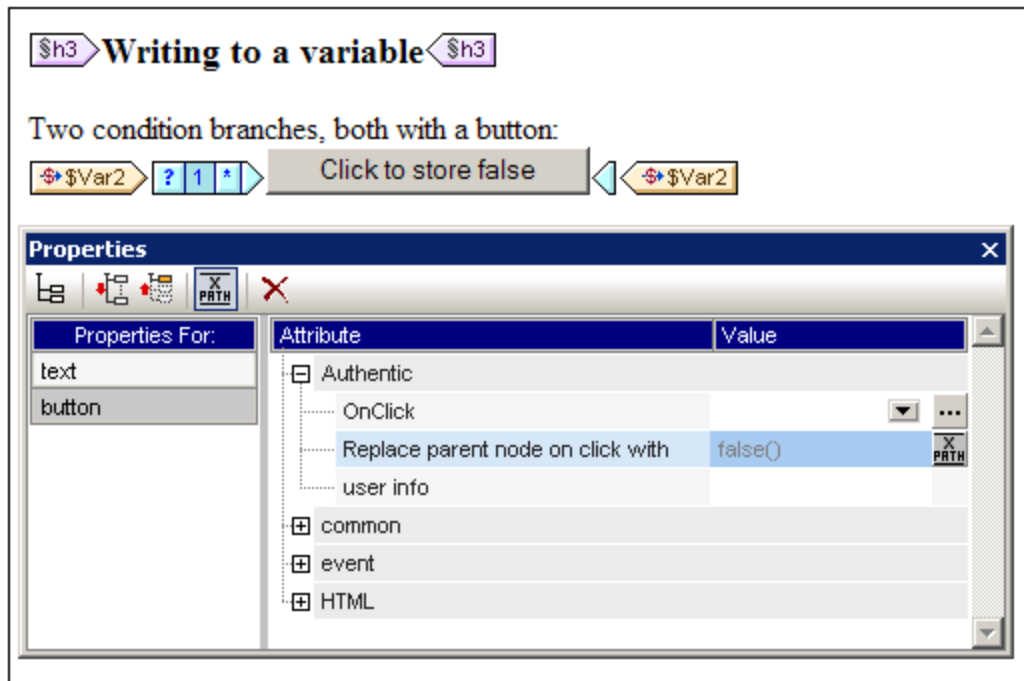 §h3 Writing to a variable §h3
Two condition branches, both with a button:
$ $Var2 ? 1 * Click to store false $ $Var2
Properties
X PATH
Properties For:
Attribute Value
text
Authentic
button
OnClick ...
Replace parent node on click with false() X PATH
user info
common
event
HTML